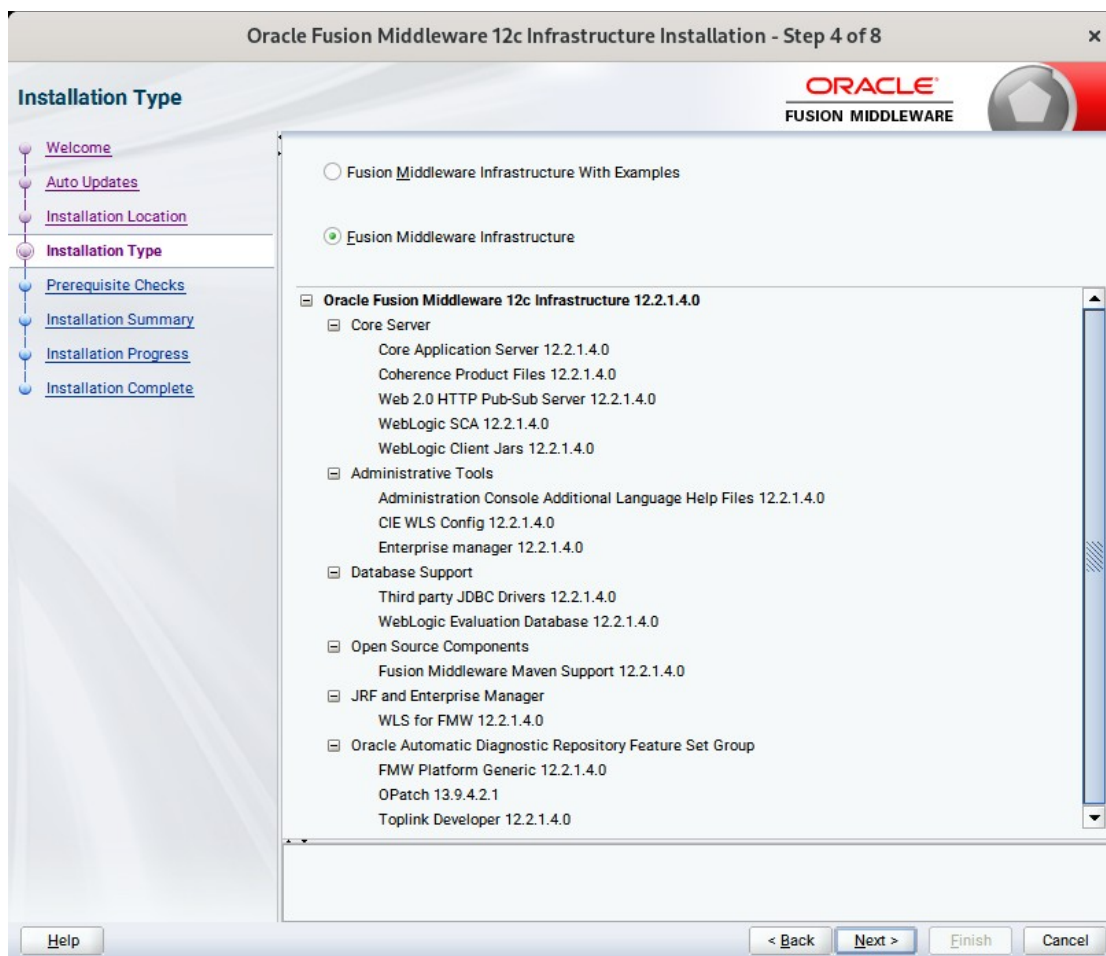 Oracle Fusion Middleware 12c Infrastructure Installation - Step 4 of 8
Installation Type
ORACLE
FUSION MIDDLEWARE
Welcome
Auto Updates
Installation Location
Installation Type
Prerequisite Checks
Installation Summary
Installation Progress
Installation Complete
Fusion Middleware Infrastructure With Examples
Fusion Middleware Infrastructure
Oracle Fusion Middleware 12c Infrastructure 12.2.1.4.0
Core Server
Core Application Server 12.2.1.4.0
Coherence Product Files 12.2.1.4.0
Web 2.0 HTTP Pub-Sub Server 12.2.1.4.0
WebLogic SCA 12.2.1.4.0
WebLogic Client Jars 12.2.1.4.0
Administrative Tools
Administration Console Additional Language Help Files 12.2.1.4.0
CIE WLS Config 12.2.1.4.0
Enterprise manager 12.2.1.4.0
Database Support
Third party JDBC Drivers 12.2.1.4.0
WebLogic Evaluation Database 12.2.1.4.0
Open Source Components
Fusion Middleware Maven Support 12.2.1.4.0
JRF and Enterprise Manager
WLS for FMW 12.2.1.4.0
Oracle Automatic Diagnostic Repository Feature Set Group
FMW Platform Generic 12.2.1.4.0
OPatch 13.9.4.2.1
Toplink Developer 12.2.1.4.0
Help
< Back
Next >
Finish
Cancel